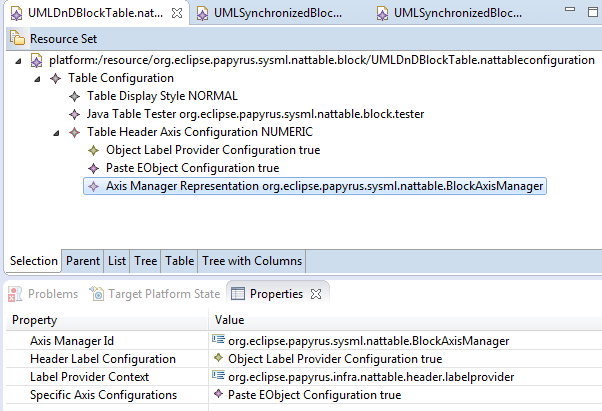 UMLDnDBlockTable.nat... UMLSynchronizedBloc... UMLSynchronizedBloc...
Resource Set
platform:/resource/org.eclipse.papyrus.sysml.nattable.block/UMLDnDBlockTable.nattableconfiguration
Table Configuration
Table Display Style NORMAL
Java Table Tester org.eclipse.papyrus.sysml.nattable.block.tester
Table Header Axis Configuration NUMERIC
Object Label Provider Configuration true
Paste EObject Configuration true
Axis Manager Representation org.eclipse.papyrus.sysml.nattable.BlockAxisManager
Selection Parent List Tree Table Tree with Columns
Problems Target Platform State Properties
Property Value
Axis Manager Id org.eclipse.papyrus.sysml.nattable.BlockAxisManager
Header Label Configuration Object Label Provider Configuration true
Label Provider Context org.eclipse.papyrus.infra.nattable.header.labelprovider
Specific Axis Configurations Paste EObject Configuration true